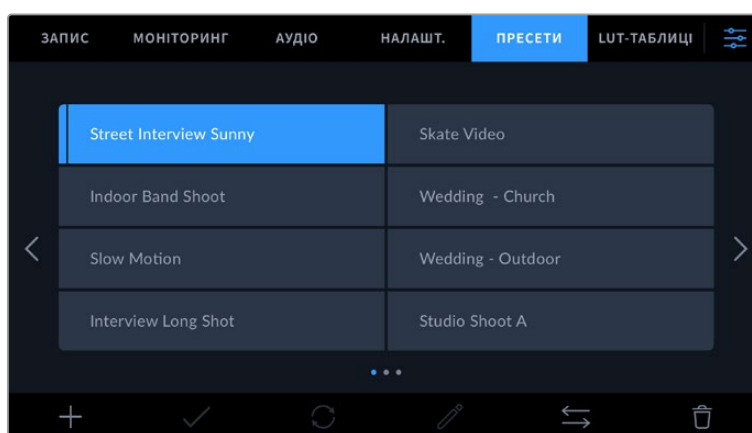 ЗАПИС МОНІТОРИНГ АУДІО НАЛАШТ. ПРЕСЕТИ LUT-ТАБЛИЦІ
Street Interview Sunny Skate Video
Indoor Band Shoot Wedding - Church
Slow Motion Wedding - Outdoor
Interview Long Shot Studio Shoot A